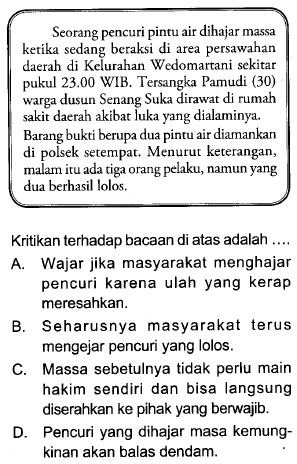 Seorang pencuri pintu air dihajar massa
ketika sedang beraksi di area persawahan
daerah di Kelurahan Wedomartani sekitar
pukul 23.00 WIB. Tersangka Pamudi (30)
warga dusun Senang Suka dirawat di rumah
sakit daerah akibat luka yang dialaminya.
Barang bukti berupa dua pintu air diamankan
di polsek setempat. Menurut keterangan,
malam itu ada tiga orang pelaku, namun yang
dua berhasil lolos.
Kritikan terhadap bacaan di atas adalah ....
A. Wajar jika masyarakat menghajar
pencuri karena ulah yang kerap
meresahkan.
B. Seharusnya masyarakat terus
mengejar pencuri yang lolos.
C. Massa sebetulnya tidak perlu main
hakim sendiri dan bisa langsung
diserahkan ke pihak yang berwajib.
D. Pencuri yang dihajar masa kemung-
kinan akan balas dendam.